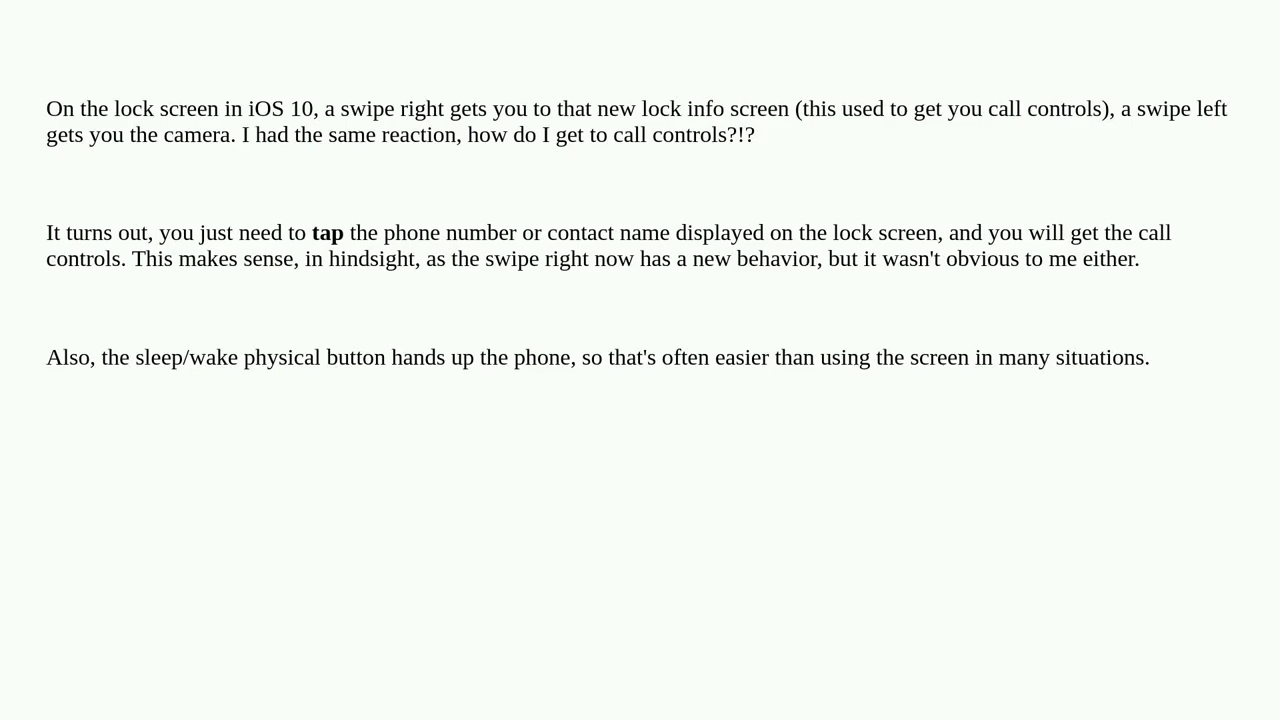 On the lock screen in iOS 10, a swipe right gets you to that new lock info screen (this used to get you call controls), a swipe left
gets you the camera. I had the same reaction, how do I get to call controls?!?
It turns out, you just need to tap the phone number or contact name displayed on the lock screen, and you will get the call
controls. This makes sense, in hindsight, as the swipe right now has a new behavior, but it wasn't obvious to me either.
Also, the sleep/wake physical button hands up the phone, so that's often easier than using the screen in many situations.